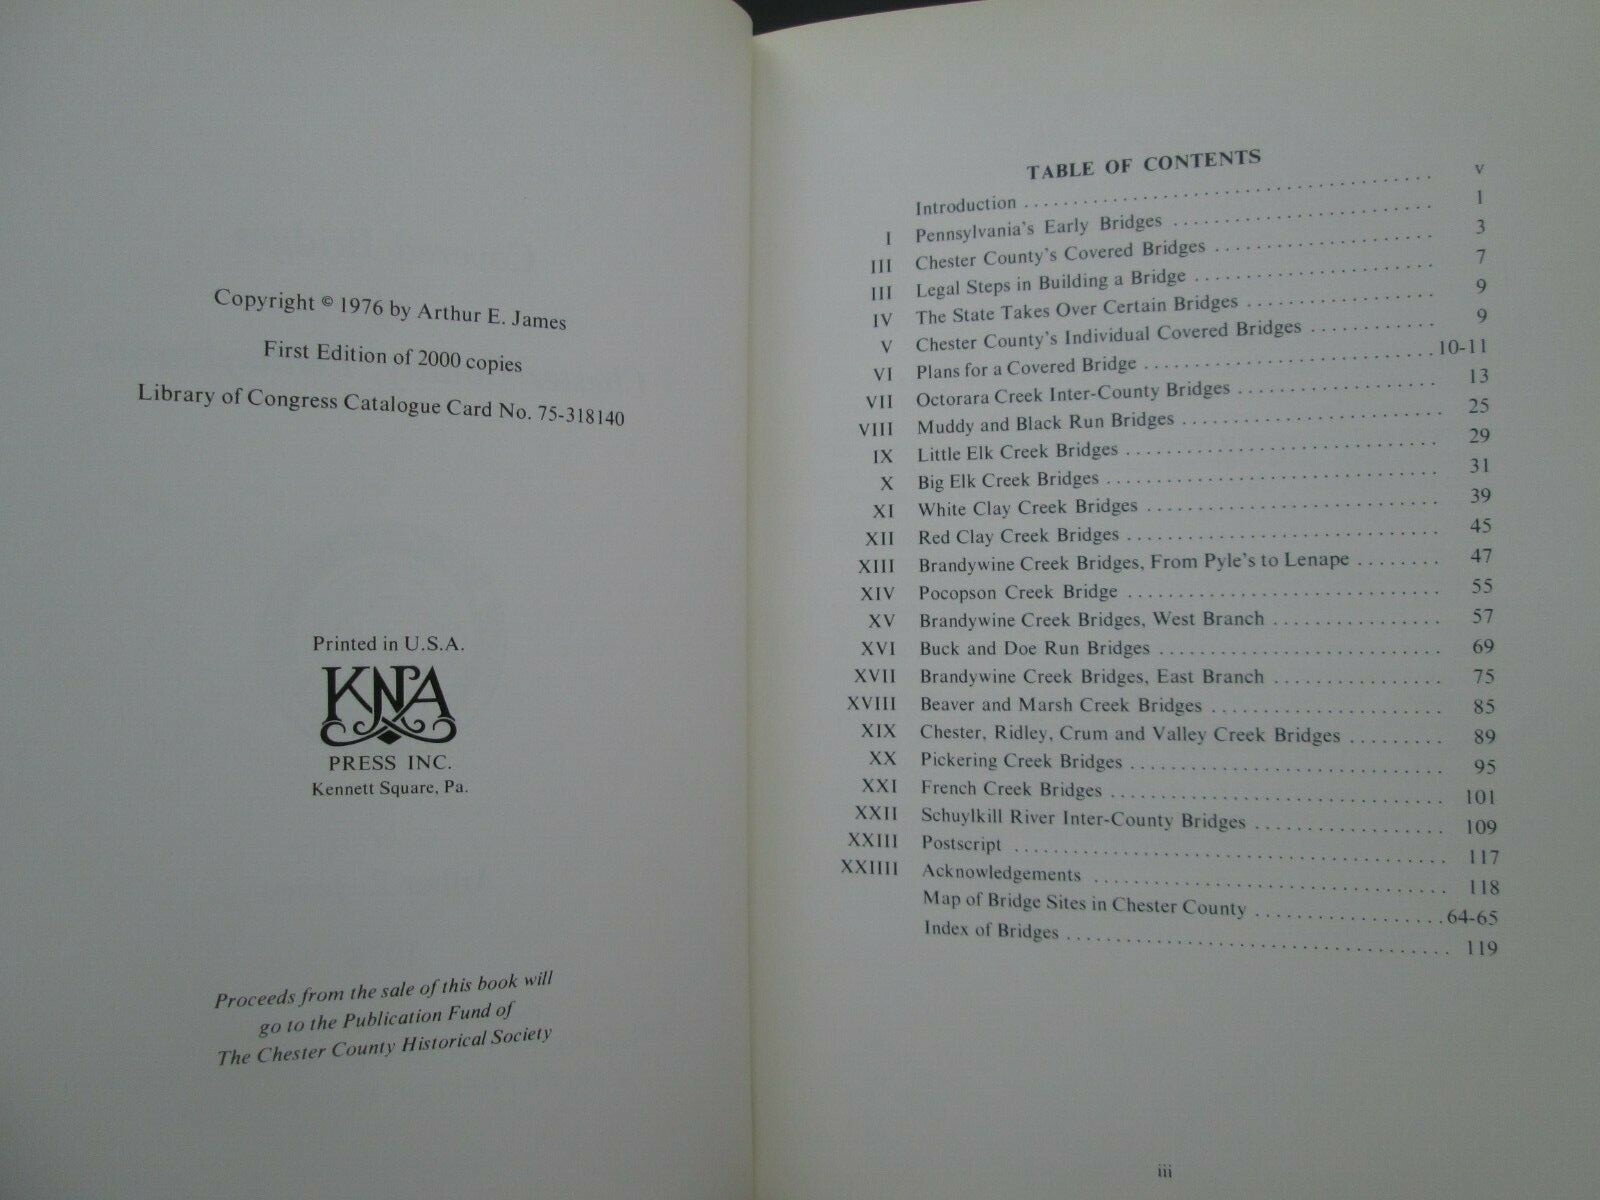 Copyright © 1976 by Arthur E. James
First Edition of 2000 copies
Library of Congress Catalogue Card No. 75-318140
Printed in U.S.A.
KNA
PRESS INC.
Kennett Square, Pa.
Proceeds from the sale of this book will
go to the Publication Fund of
The Chester County Historical Society
TABLE OF CONTENTS
Introduction . . . . . . . . . . v
I Pennsylvania's Early Bridges . . . . . . . . . . 1
III Chester County's Covered Bridges . . . . . . . . . . 3
III Legal Steps in Building a Bridge . . . . . . . . . . 7
IV The State Takes Over Certain Bridges . . . . . . . . . . 9
V Chester County's Individual Covered Bridges . . . . . . . . . . 9
VI Plans for a Covered Bridge . . . . . . . . . . 10-11
VII Octorara Creek Inter-County Bridges . . . . . . . . . . 13
VIII Muddy and Black Run Bridges . . . . . . . . . . 25
IX Little Elk Creek Bridges . . . . . . . . . . 29
X Big Elk Creek Bridges . . . . . . . . . . 31
XI White Clay Creek Bridges . . . . . . . . . . 39
XII Red Clay Creek Bridges . . . . . . . . . . 45
XIII Brandywine Creek Bridges, From Pyle's to Lenape . . . . . . . . 47
XIV Pocopson Creek Bridge . . . . . . . . . . 55
XV Brandywine Creek Bridges, West Branch . . . . . . . . . . 57
XVI Buck and Doe Run Bridges . . . . . . . . . . 69
XVII Brandywine Creek Bridges, East Branch . . . . . . . . . . 75
XVIII Beaver and Marsh Creek Bridges . . . . . . . . . . 85
XIX Chester, Ridley, Crum and Valley Creek Bridges . . . . . . . . . 89
XX Pickering Creek Bridges . . . . . . . . . . 95
XXI French Creek Bridges . . . . . . . . . . 101
XXII Schuylkill River Inter-County Bridges . . . . . . . . . . 109
XXIII Postscript . . . . . . . . . . 117
XXIIII Acknowledgements . . . . . . . . . . 118
Map of Bridge Sites in Chester County . . . . . . . . . . 64-65
Index of Bridges . . . . . . . . . . 119
iii